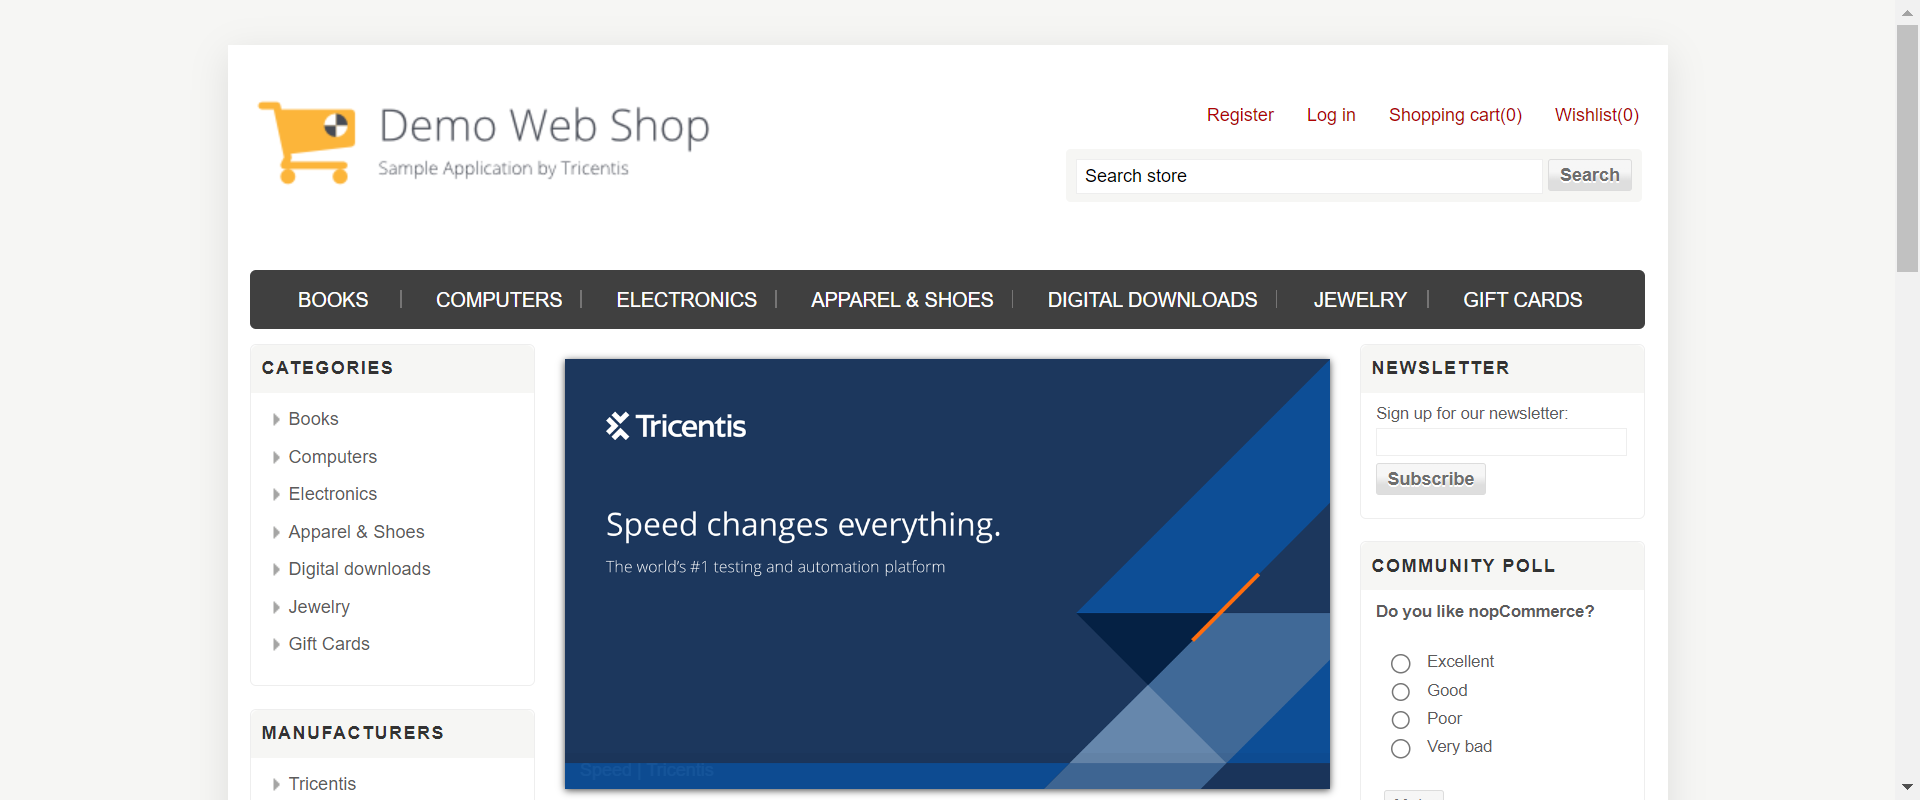 Demo Web Shop
Sample Application by Tricentis
Register Log in Shopping cart(0) Wishlist(0)
Search store Search
BOOKS COMPUTERS ELECTRONICS APPAREL & SHOES DIGITAL DOWNLOADS JEWELRY GIFT CARDS
CATEGORIES
Books
Computers
Electronics
Apparel & Shoes
Digital downloads
Jewelry
Gift Cards
MANUFACTURERS
Tricentis
Tricentis
Speed changes everything.
The world's #1 testing and automation platform
Speed | Tricentis
NEWSLETTER
Sign up for our newsletter:
Subscribe
COMMUNITY POLL
Do you like nopCommerce?
Excellent
Good
Poor
Very bad